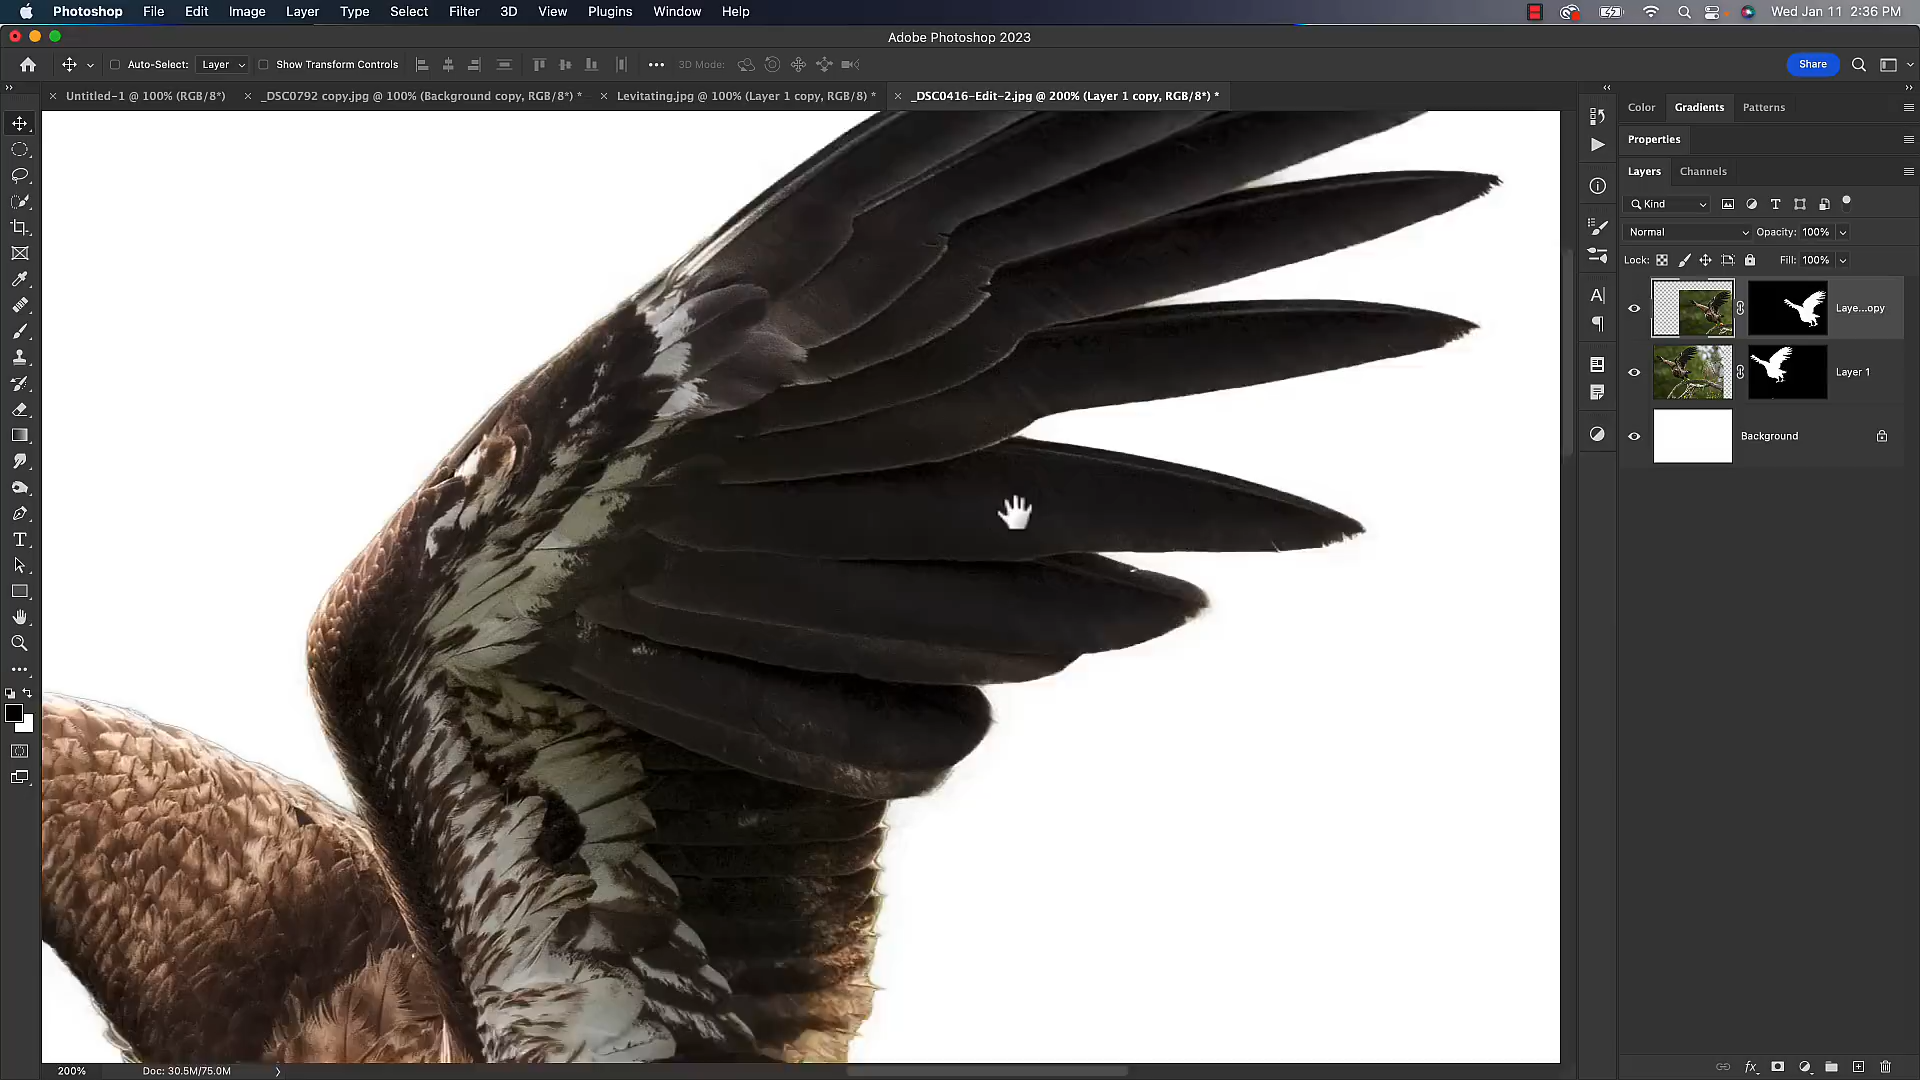 Photoshop File Edit Image Layer Type Select Filter 3D View Plugins Window Help Wed Jan 11 2:36 PM
Adobe Photoshop 2023
Auto-Select: Layer Show Transform Controls 3D Mode: Share
Untitled-1 @ 100% (RGB/8*) _DSC0792 copy.jpg @ 100% (Background copy, RGB/8*) * Levitating.jpg @ 100% (Layer 1 copy, RGB/8*) * _DSC0416-Edit-2.jpg @ 200% (Layer 1 copy, RGB/8*) *
Color Gradients Patterns
Properties
Layers Channels
Kind
Normal Opacity: 100%
Lock: Fill: 100%
Laye...opy
Layer 1
Background
200% Doc: 30.5M/75.0M